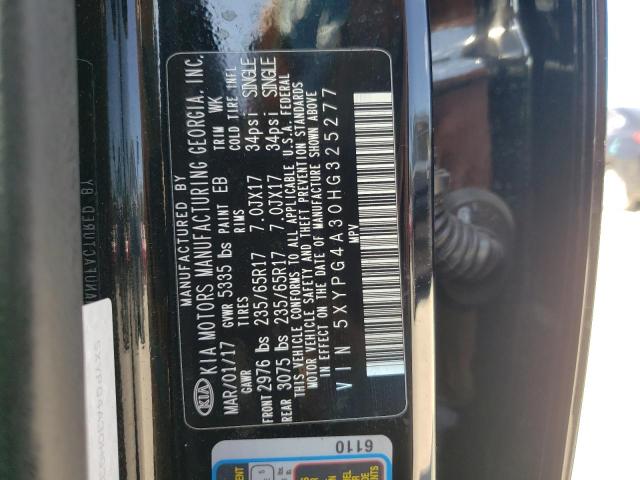 MANUFACTURED BY
KIA KIA MOTORS MANUFACTURING GEORGIA, INC.
MAR/01/17 GVWR 5335 lbs PAINT EB TRIM WK
GAWR TIRES RIMS COLD TIRE INFL
FRONT 2976 lbs 235/65R17 7.0JX17 34psi SINGLE
REAR 3075 lbs 235/65R17 7.0JX17 34psi SINGLE
THIS VEHICLE CONFORMS TO ALL APPLICABLE U.S.A. FEDERAL
MOTOR VEHICLE SAFETY AND THEFT PREVENTION STANDARDS
IN EFFECT ON THE DATE OF MANUFACTURE SHOWN ABOVE
VIN: 5XYPG4A30HG325277
MPV
6110